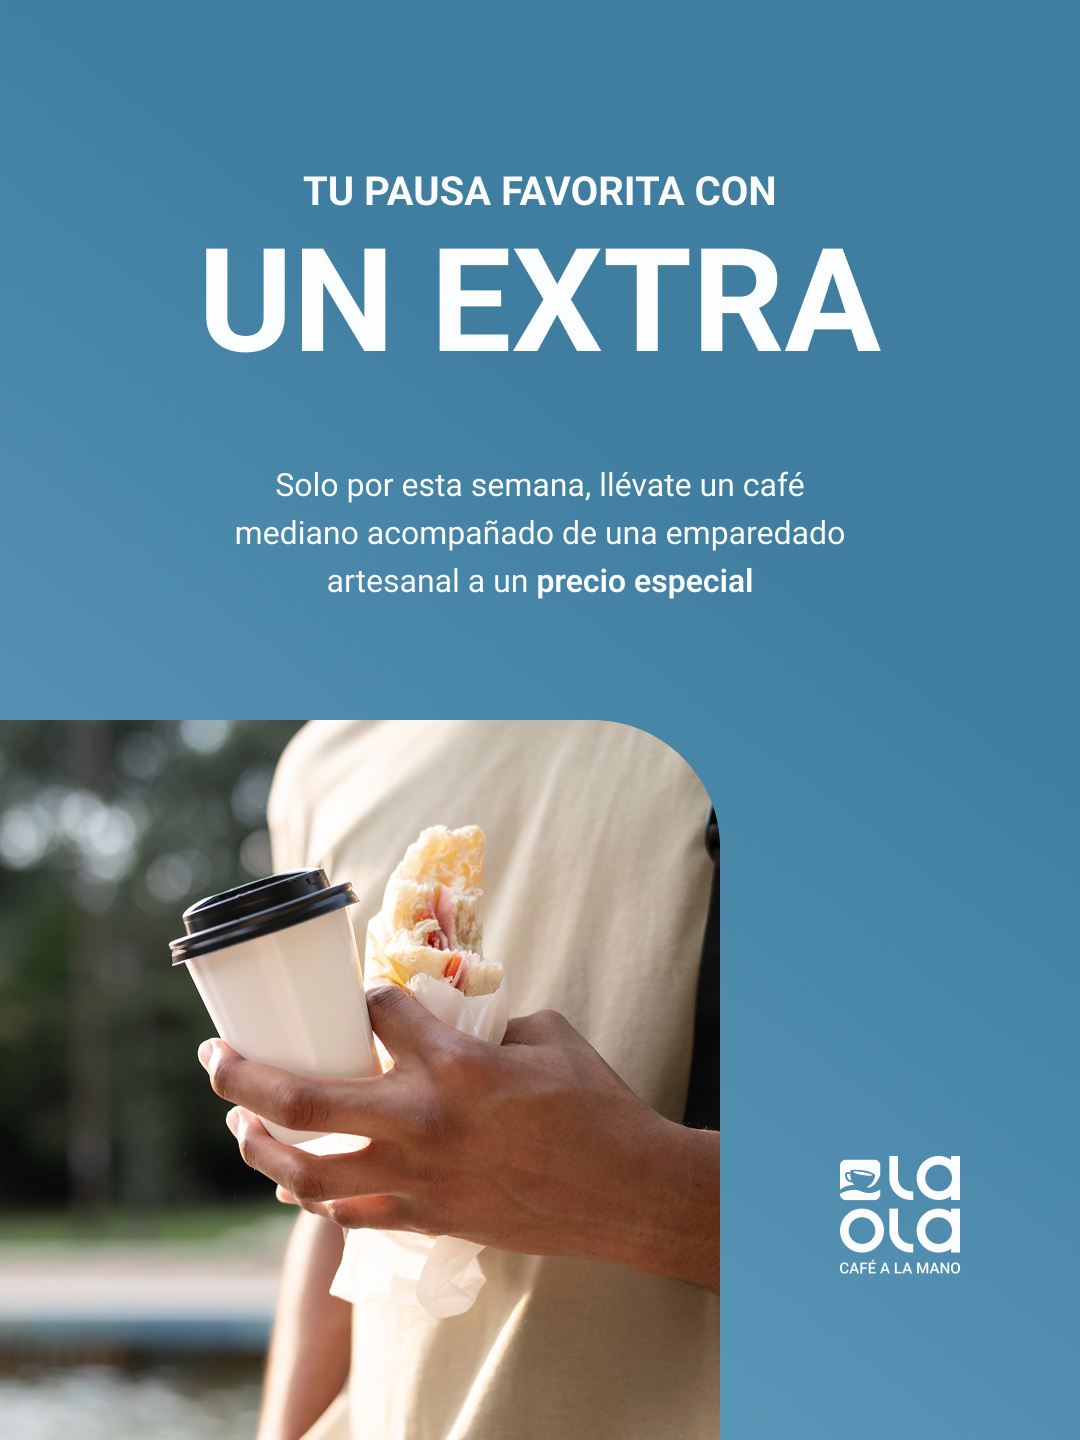 TU PAUSA FAVORITA CON
UN EXTRA
Solo por esta semana, llévate un café
mediano acompañado de una emparedado
artesanal a un precio especial
La
OLa
CAFÉ A LA MANO